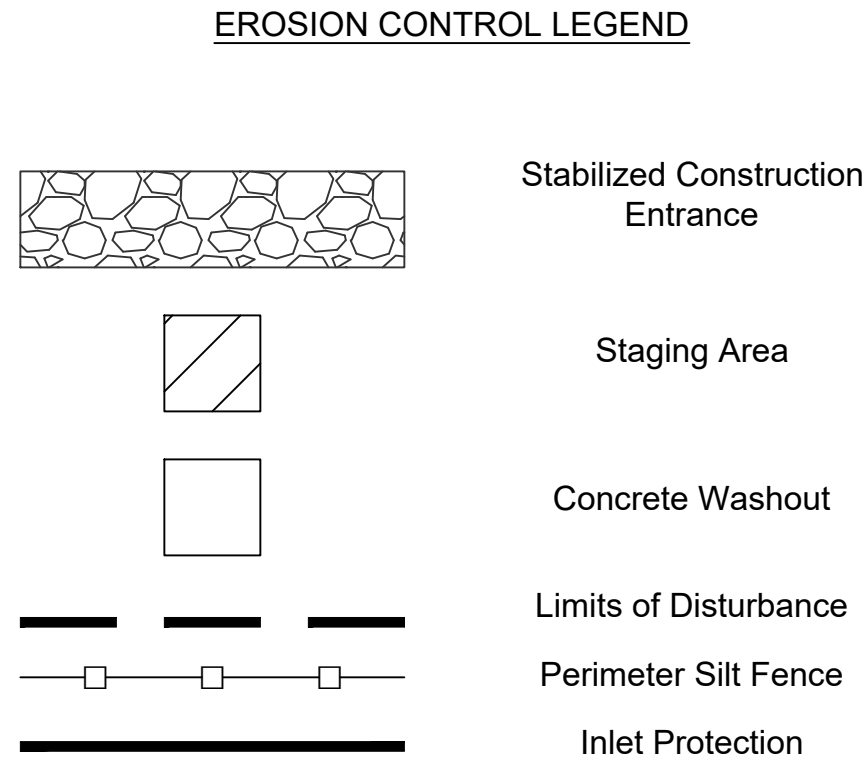 EROSION CONTROL LEGEND
Stabilized Construction
Entrance
Staging Area
Concrete Washout
Limits of Disturbance
Perimeter Silt Fence
Inlet Protection